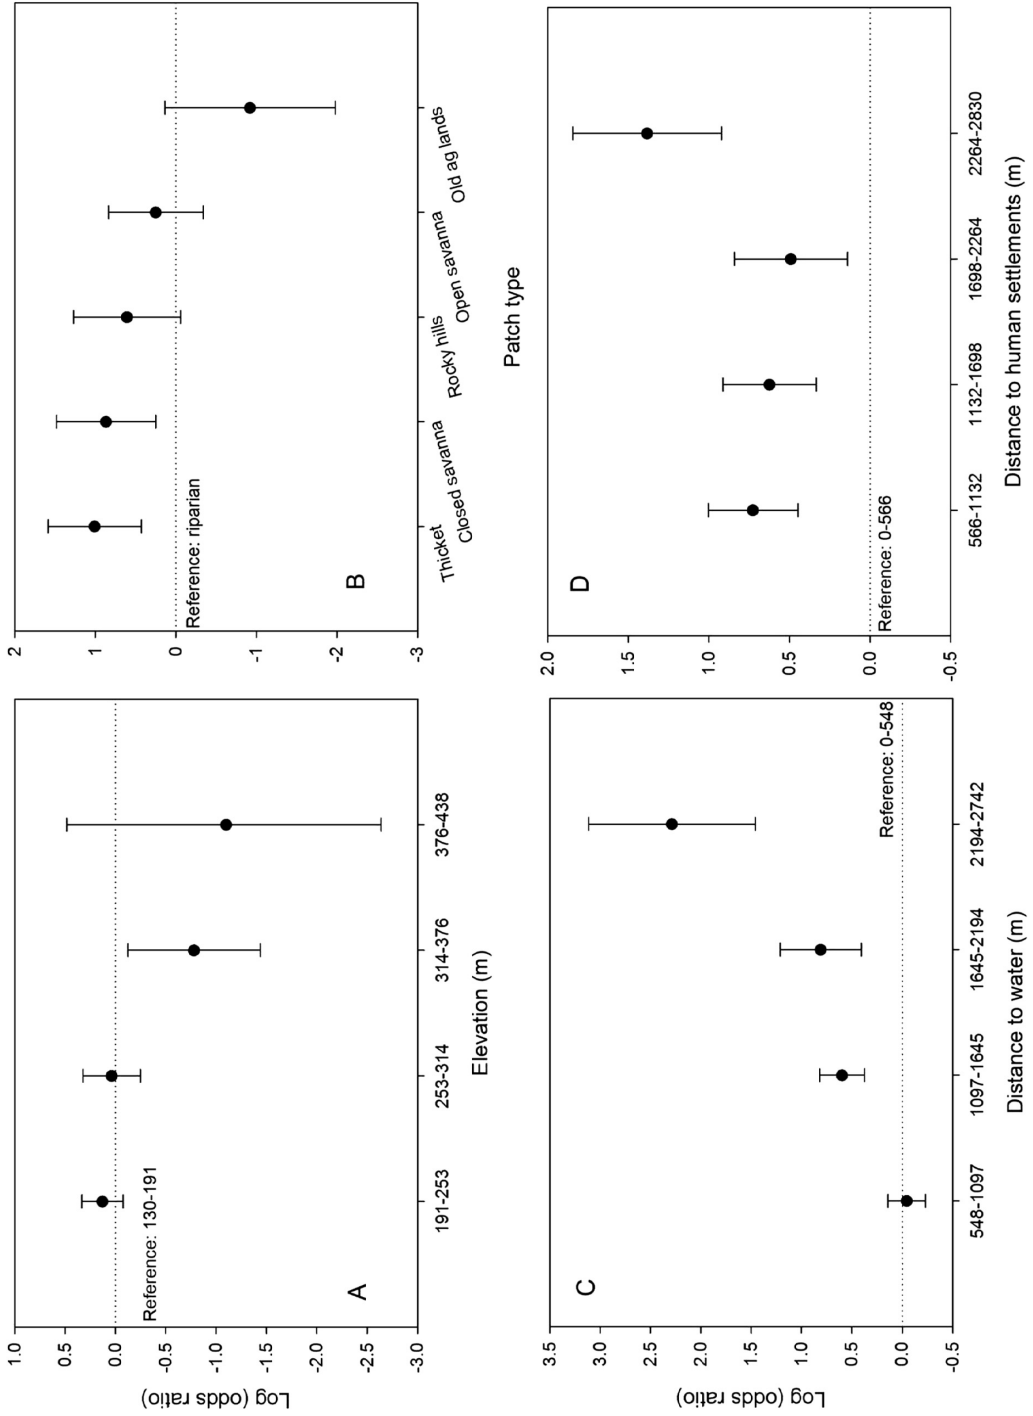 1.0
0.5
0.0
-0.5
-1.0
-1.5
-2.0
-2.5
-3.0
Log (odds ratio)
Reference: 130-191
A
191-253
253-314
314-376
376-438
Elevation (m)
2
1
0
-1
-2
-3
Reference: riparian
B
Thicket
Closed savanna
Rocky hills
Open savanna
Old ag lands
Patch type
3.5
3.0
2.5
2.0
1.5
1.0
0.5
0.0
-0.5
Log (odds ratio)
C
Reference: 0-548
548-1097
1097-1645
1645-2194
2194-2742
Distance to water (m)
2.0
1.5
1.0
0.5
0.0
-0.5
D
Reference: 0-566
566-1132
1132-1698
1698-2264
2264-2830
Distance to human settlements (m)